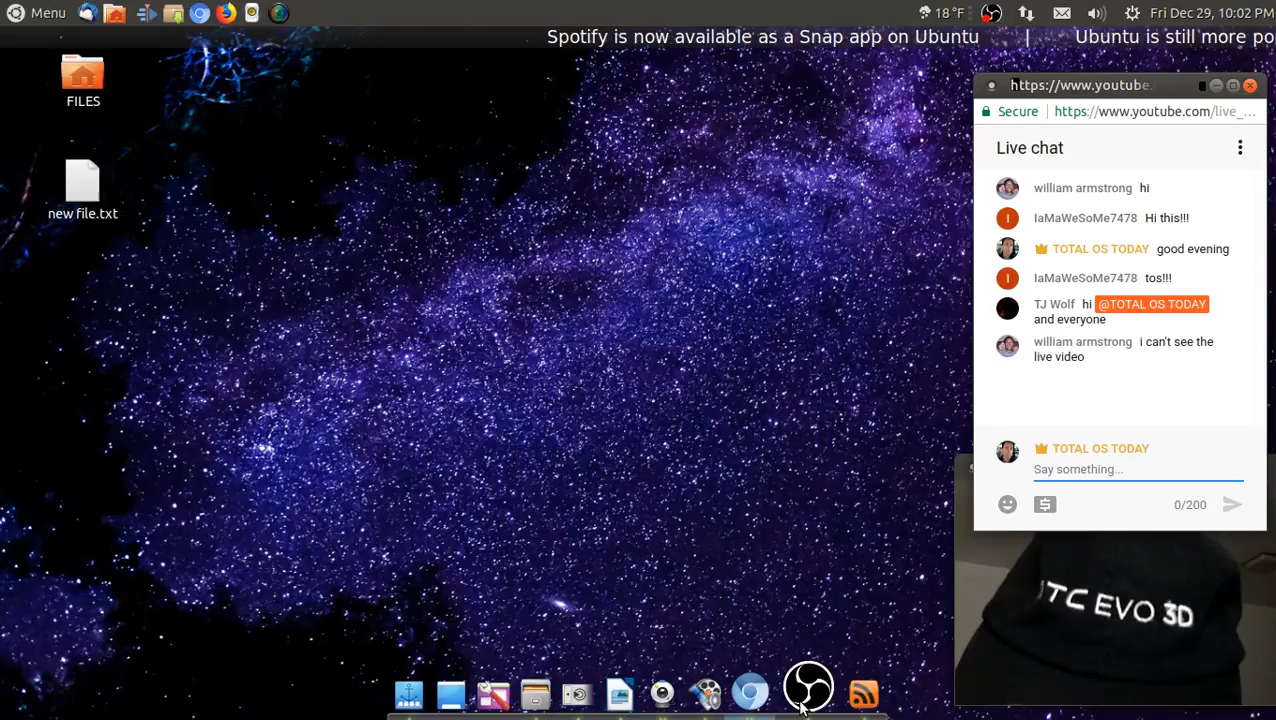 Menu
18 °F
Fri Dec 29, 10:02 PM
Spotify is now available as a Snap app on Ubuntu | Ubuntu is still more po
FILES
new file.txt
https://www.youtube.
Secure https://www.youtube.com/live_...
Live chat
william armstrong hi
I IaMaWeSoMe7478 Hi this!!!
TOTAL OS TODAY good evening
I IaMaWeSoMe7478 tos!!!
TJ Wolf hi @TOTAL OS TODAY
and everyone
william armstrong i can't see the
live video
TOTAL OS TODAY
Say something...
0/200
HTC EVO 3D